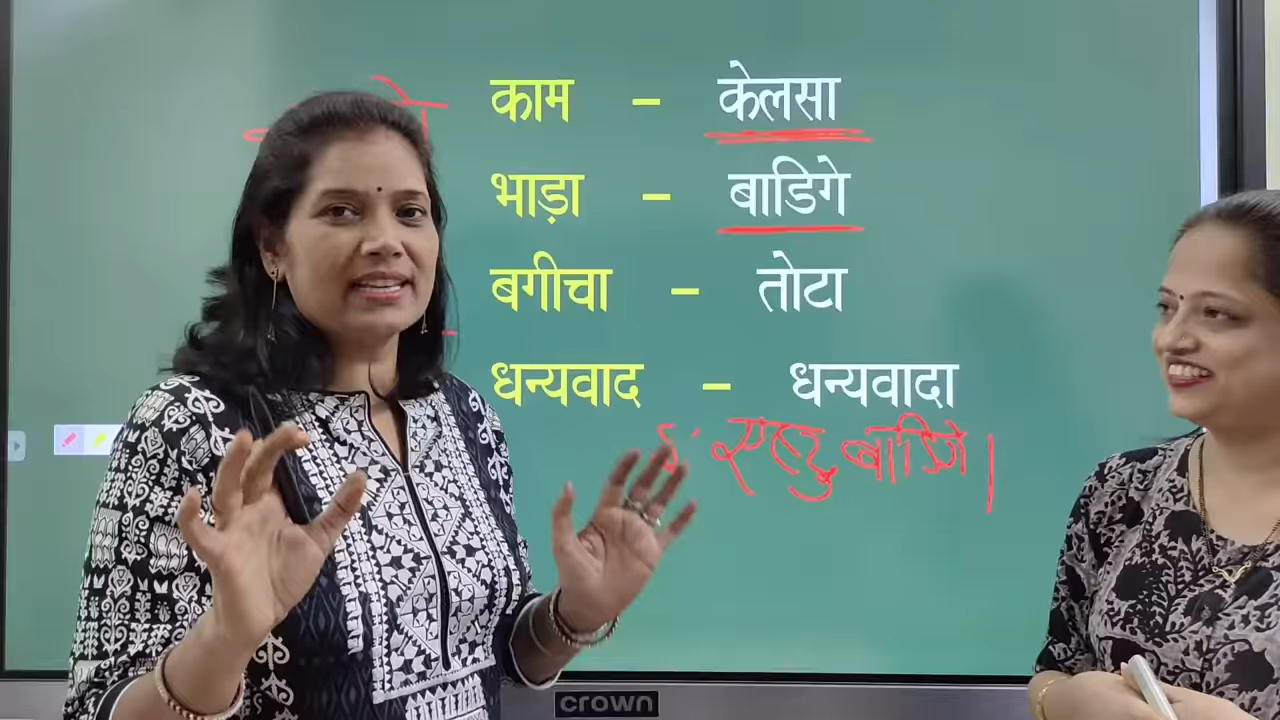 काम - केलसा
भाड़ा - बाडिगे
बगीचा - तोटा
धन्यवाद - धन्यवादा
बाडिगे।
crown